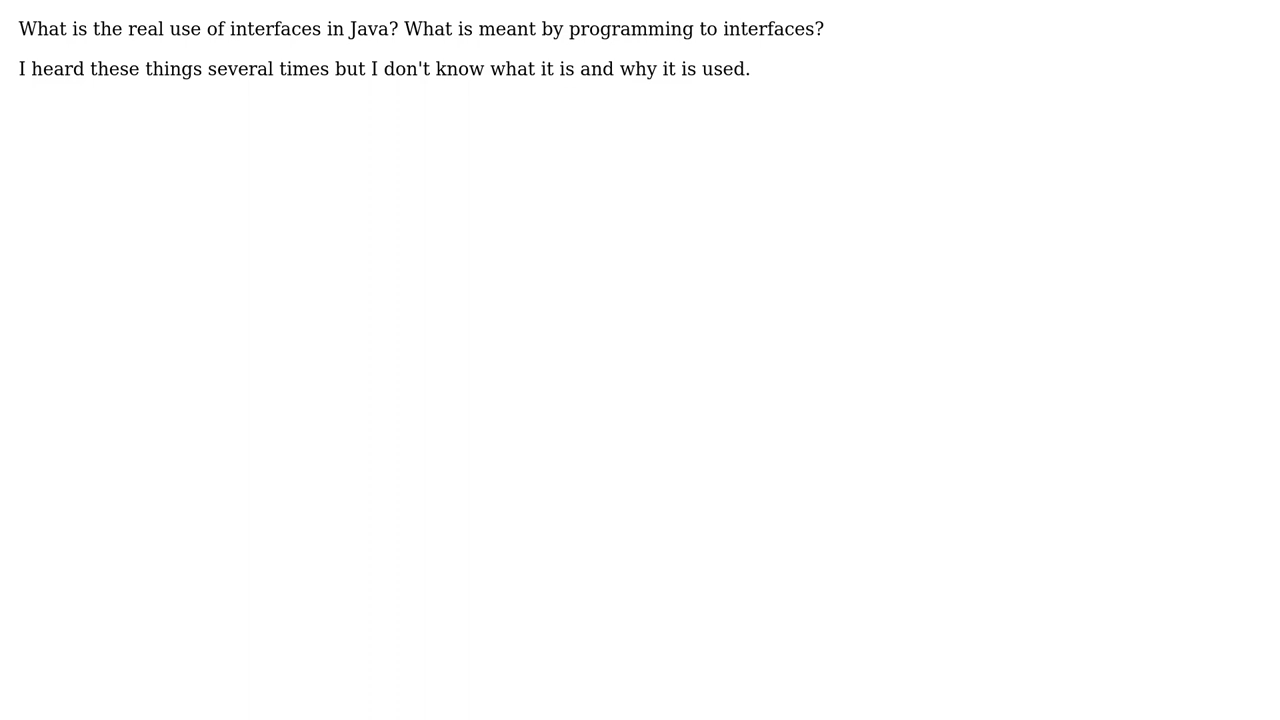 What is the real use of interfaces in Java? What is meant by programming to interfaces?
I heard these things several times but I don't know what it is and why it is used.